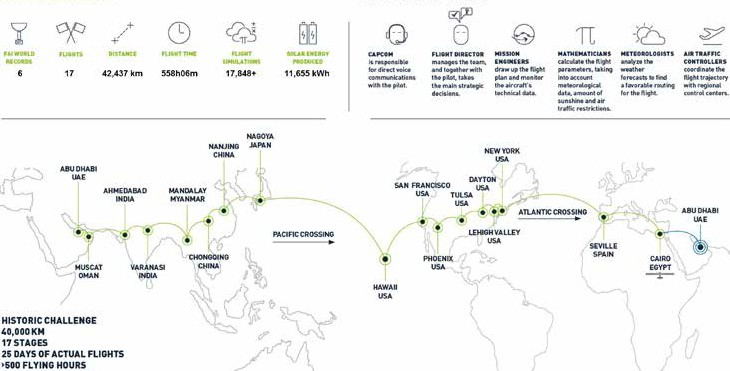 FAI WORLD
RECORDS
6
FLIGHTS
17
DISTANCE
42,437 km
FLIGHT TIME
558h06m
FLIGHT
SIMULATIONS
17,848+
SOLAR ENERGY
PRODUCED
11,655 kWh
CAPCOM
is responsible
for direct voice
communications
with the pilot.
FLIGHT DIRECTOR
manages the team,
and together with
the pilot, takes
the main strategic
decisions.
MISSION
ENGINEERS
draw up the flight
plan and monitor
the aircraft's
technical data.
MATHEMATICIANS
calculate the flight
parameters, taking
into account
meteorological
data, amount of
sunshine and air
traffic restrictions.
METEOROLOGISTS
analyze the
weather
forecasts to find
a favorable routing
for the flight.
AIR TRAFFIC
CONTROLLERS
coordinate the
flight trajectory
with regional
control centers.
ABU DHABI
UAE
MUSCAT
OMAN
AHMEDABAD
INDIA
VARANASI
INDIA
MANDALAY
MYANMAR
CHONGQING
CHINA
NANJING
CHINA
NAGOYA
JAPAN
PACIFIC CROSSING
HAWAII
USA
SAN FRANCISCO
USA
PHOENIX
USA
TULSA
USA
DAYTON
USA
LEHIGH VALLEY
USA
NEW YORK
USA
ATLANTIC CROSSING
SEVILLE
SPAIN
CAIRO
EGYPT
ABU DHABI
UAE
HISTORIC CHALLENGE
40,000 KM
17 STAGES
25 DAYS OF ACTUAL FLIGHTS
>500 FLYING HOURS